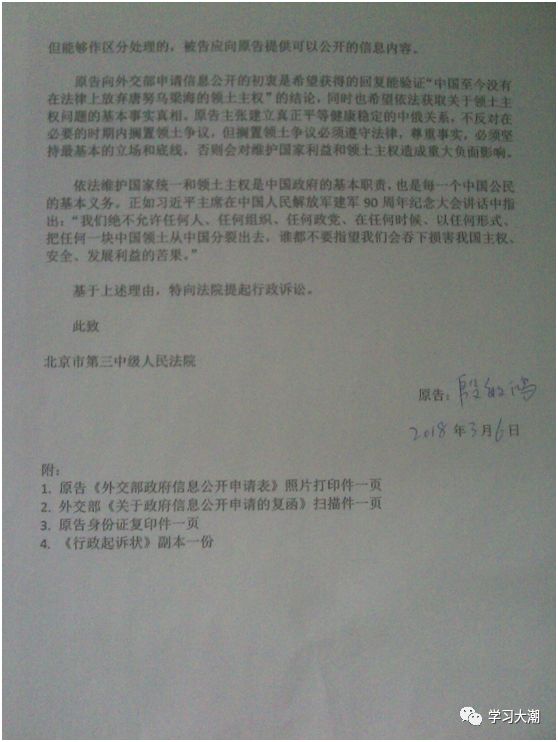 但能够作区分处理的，被告应向原告提供可以公开的信息内容。
原告向外交部申请信息公开的初衷是希望获得的回复能验证“中国至今没有
在法律上放弃唐努乌梁海的领土主权”的结论，同时也希望依法获取关于领土主
权问题的基本事实真相。原告主张建立真正平等健康稳定的中俄关系，不反对在
必要的时期内搁置领土争议，但搁置领土争议必须遵守法律，尊重事实，必须坚
持最基本的立场和底线，否则会对维护国家利益和领土主权造成重大负面影响。
依法维护国家统一和领土主权是中国政府的基本职责，也是每一个中国公民
的基本义务。正如习近平主席在中国人民解放军建军 90 周年纪念大会讲话中指
出：“我们绝不允许任何人、任何组织、任何政党、在任何时候、以任何形式、
把任何一块中国领土从中国分裂出去，谁都不要指望我们会吞下损害我国主权、
安全、发展利益的苦果。”
基于上述理由，特向法院提起行政诉讼。
此致
北京市第三中级人民法院
原告：段
2018 年 3 月 6 日
附：
1. 原告《外交部政府信息公开申请表》照片打印件一页
2. 外交部《关于政府信息公开申请的复函》扫描件一页
3. 原告身份证复印件一页
4. 《行政起诉状》副本一份
学习大潮